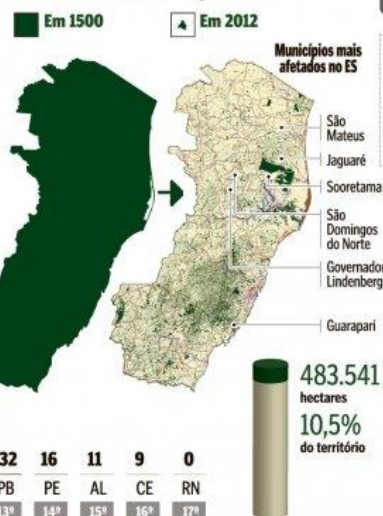 Em 1500
Em 2012
Municípios mais
afetados no ES
São
Mateus
Jaguaré
Sooretama
São
Domingos
do Norte
Governador
Lindenberg
Guarapari
483.541
hectares
10,5%
do território
32 16 11 9 0
PB PE AL CE RN
13º 14º 15º 16º 17º